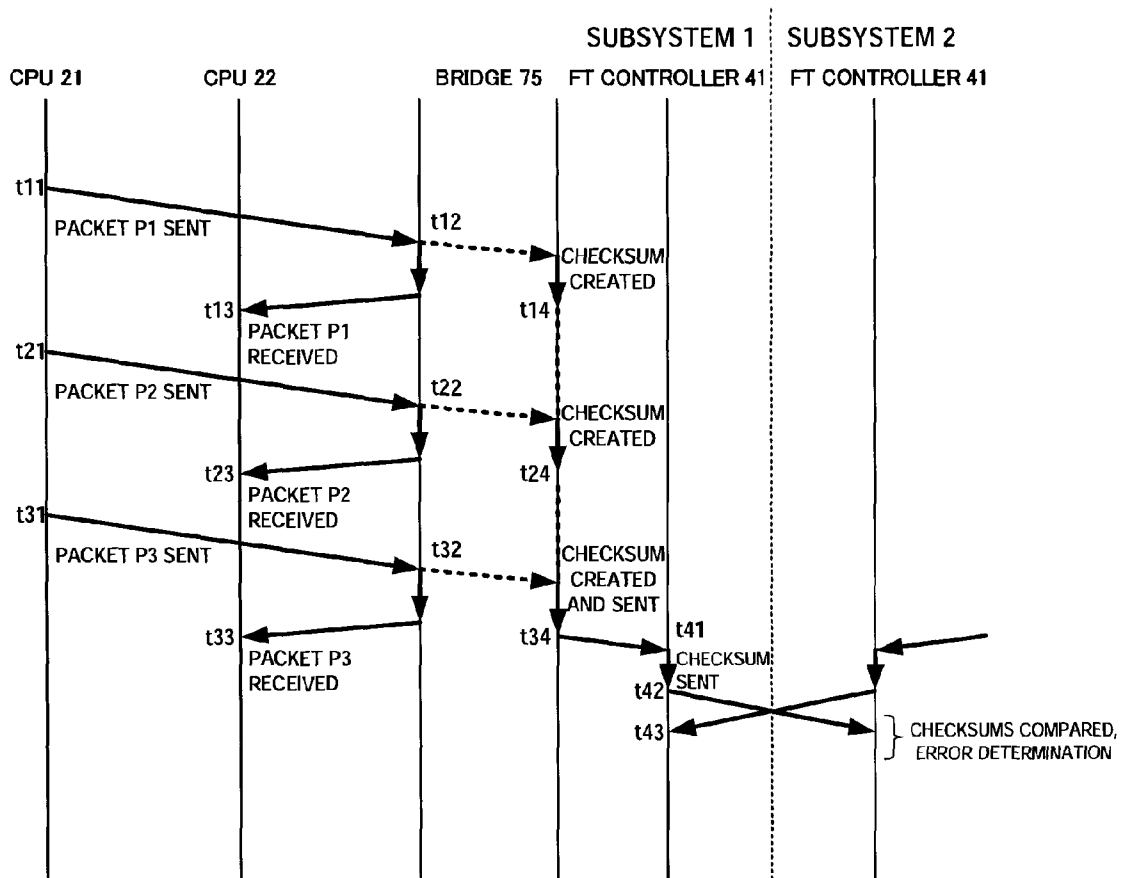 SUBSYSTEM 1
SUBSYSTEM 2
CPU 21
CPU 22
BRIDGE 75
FT CONTROLLER 41
FT CONTROLLER 41
t11
PACKET P1 SENT
t12
CHECKSUM
CREATED
t13
t14
PACKET P1
RECEIVED
t21
PACKET P2 SENT
t22
CHECKSUM
CREATED
t23
t24
PACKET P2
RECEIVED
t31
PACKET P3 SENT
t32
CHECKSUM
CREATED
AND SENT
t33
t34
t41
PACKET P3
RECEIVED
CHECKSUM
SENT
t42
t43
CHECKSUMS COMPARED,
ERROR DETERMINATION